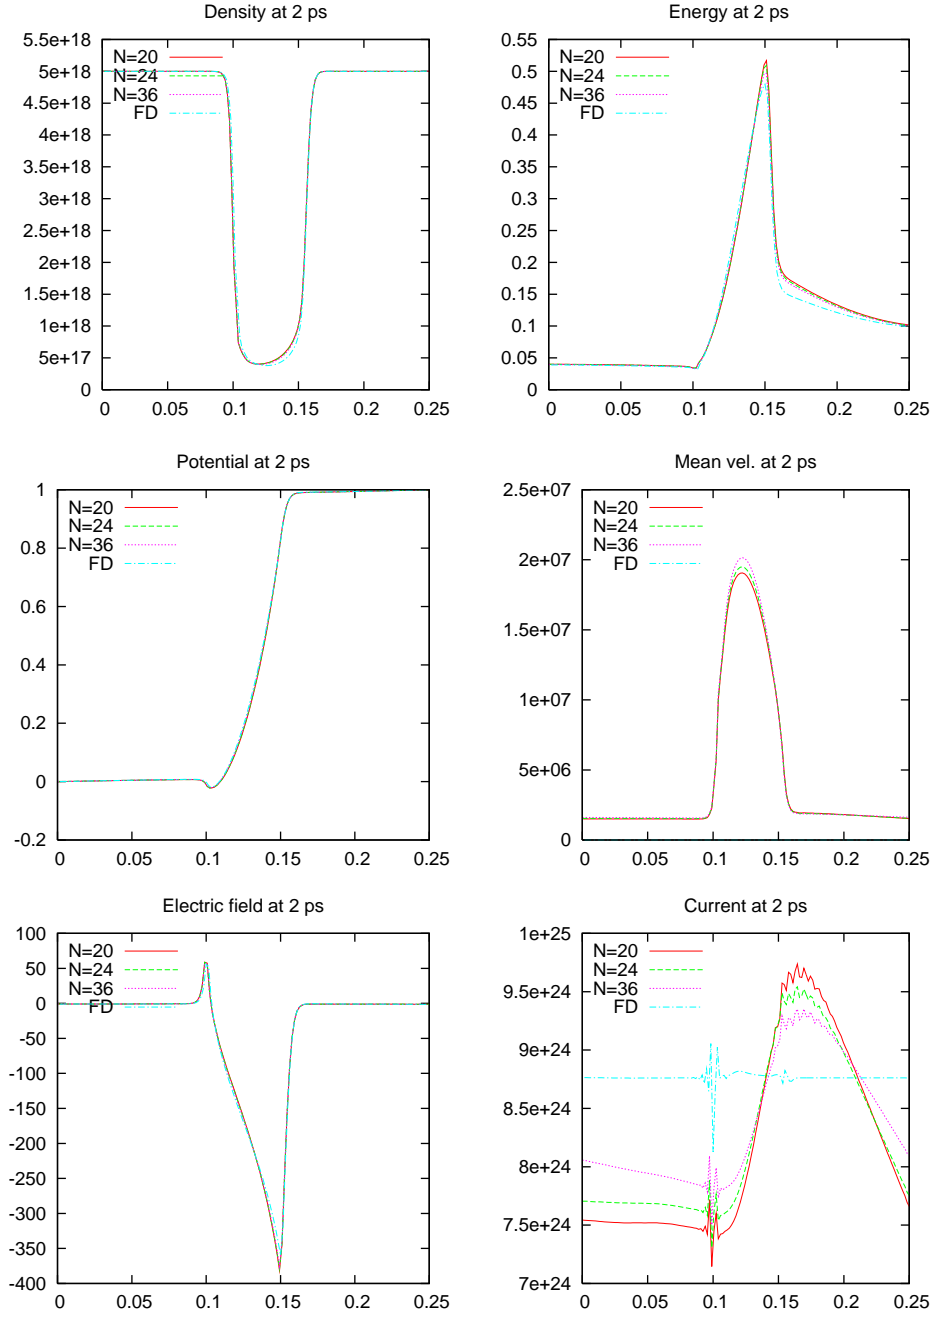 Density at 2 ps
5.5e+18
5e+18
4.5e+18
4e+18
3.5e+18
3e+18
2.5e+18
2e+18
1.5e+18
1e+18
5e+17
0
N=20
N=24
N=36
FD
0 0.05 0.1 0.15 0.2 0.25
Energy at 2 ps
0.55
0.5
0.45
0.4
0.35
0.3
0.25
0.2
0.15
0.1
0.05
0
N=20
N=24
N=36
FD
0 0.05 0.1 0.15 0.2 0.25
Potential at 2 ps
1
0.8
0.6
0.4
0.2
0
-0.2
N=20
N=24
N=36
FD
0 0.05 0.1 0.15 0.2 0.25
Mean vel. at 2 ps
2.5e+07
2e+07
1.5e+07
1e+07
5e+06
0
N=20
N=24
N=36
FD
0 0.05 0.1 0.15 0.2 0.25
Electric field at 2 ps
100
50
0
-50
-100
-150
-200
-250
-300
-350
-400
N=20
N=24
N=36
FD
0 0.05 0.1 0.15 0.2 0.25
Current at 2 ps
1e+25
9.5e+24
9e+24
8.5e+24
8e+24
7.5e+24
7e+24
N=20
N=24
N=36
FD
0 0.05 0.1 0.15 0.2 0.25